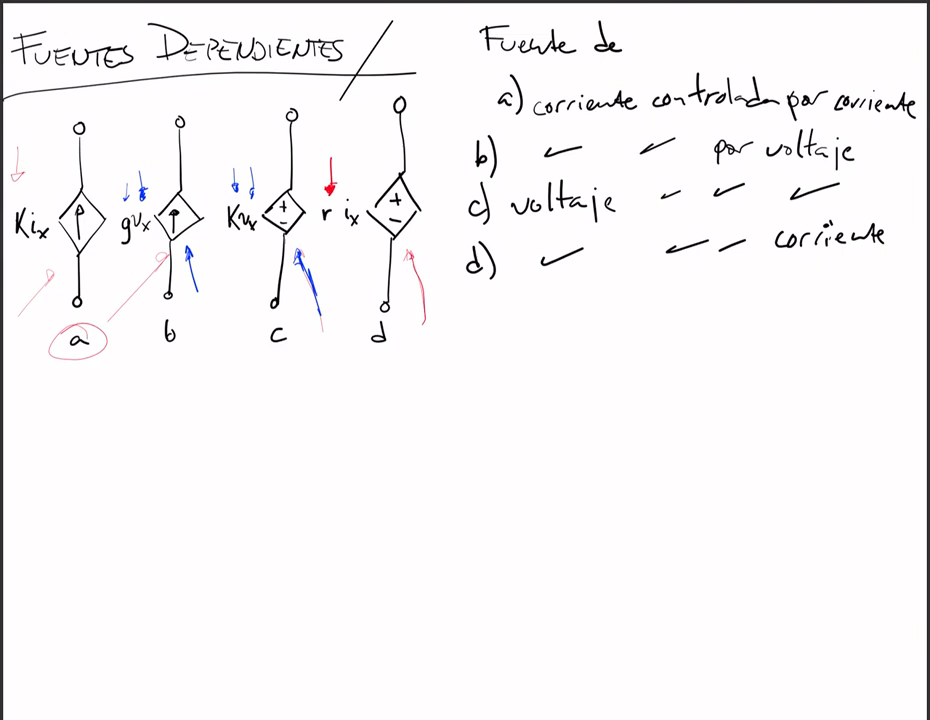 FUENTES DEPENDIENTES
Kix
gvx
Kvx
r ix
+
-
+
-
a
b
c
d
Fuente de
a) corriente controlada por corriente
b) por voltaje
c) voltaje
d) corriente